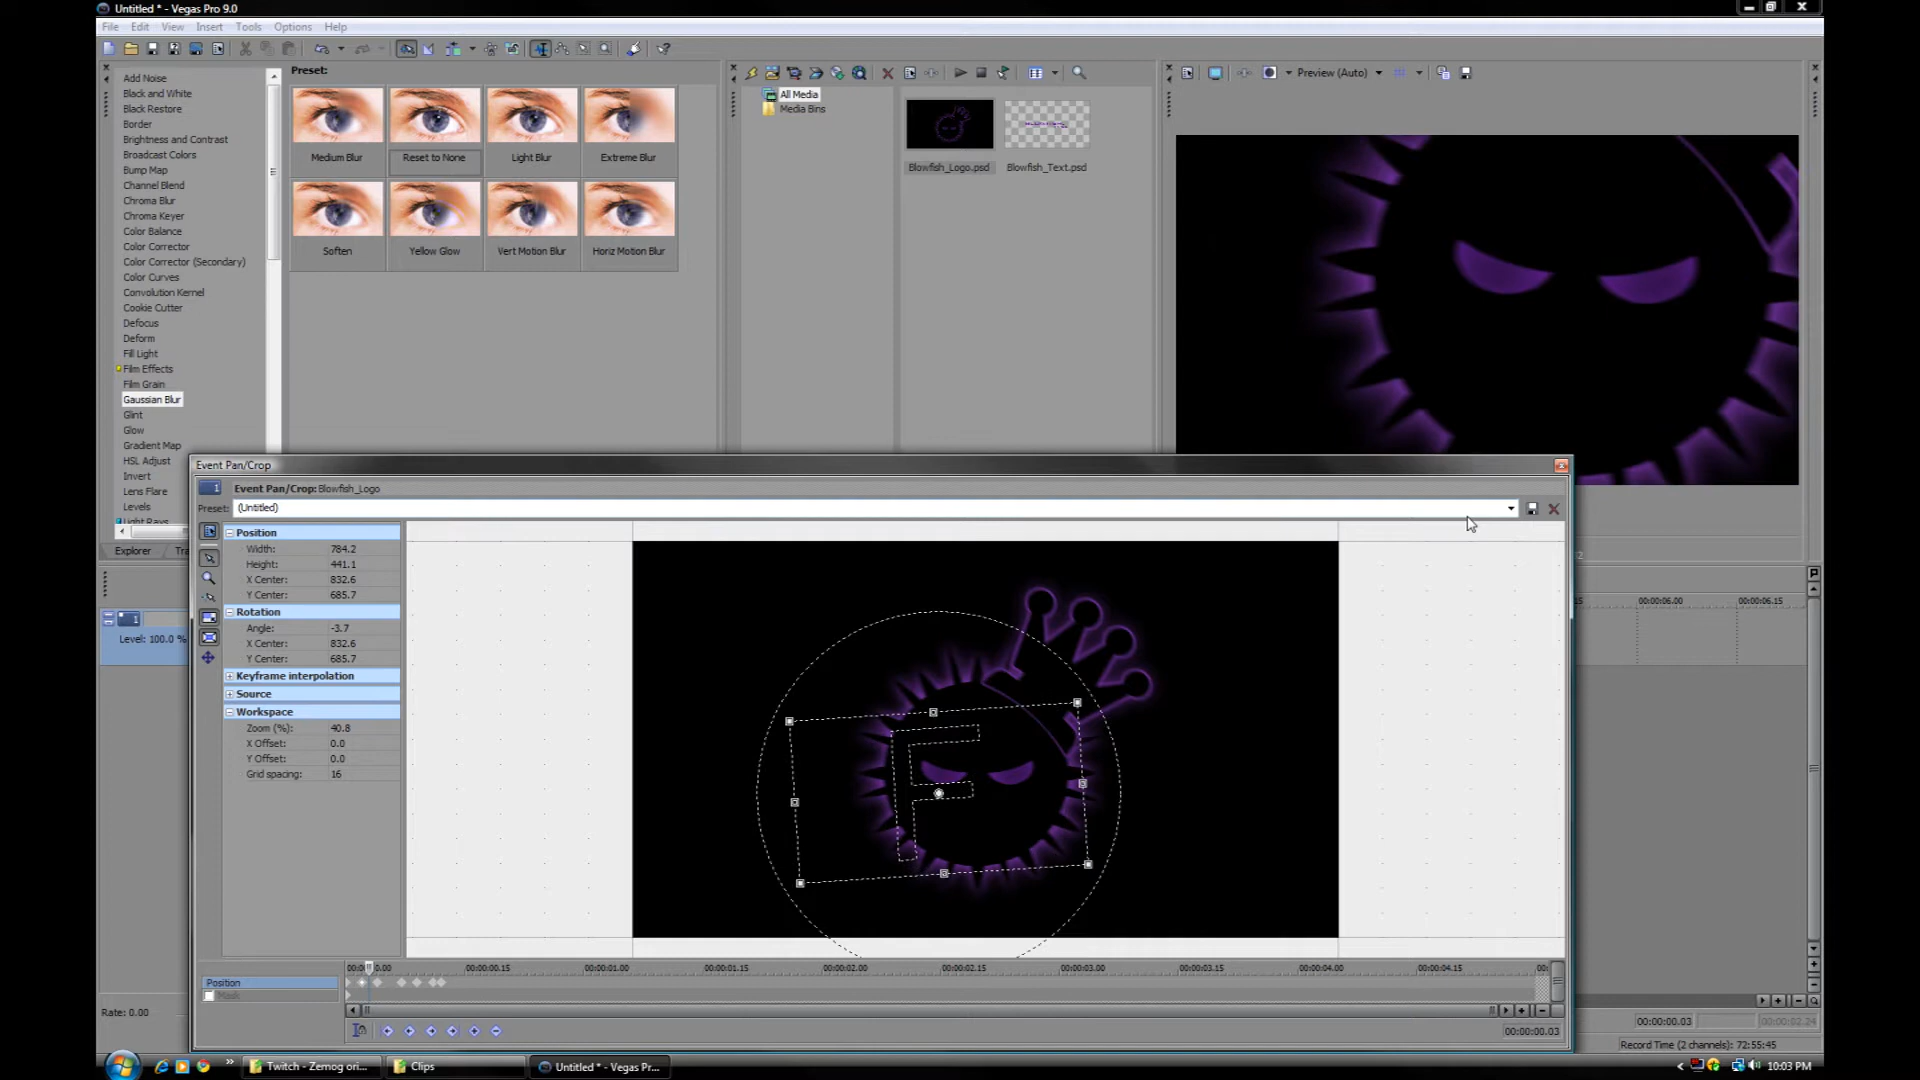 Untitled * - Vegas Pro 9.0
File Edit View Insert Tools Options Help
Add Noise
Black and White
Black Restore
Border
Brightness and Contrast
Broadcast Colors
Bump Map
Channel Blend
Chroma Blur
Chroma Keyer
Color Balance
Color Corrector
Color Corrector (Secondary)
Color Curves
Convolution Kernel
Cookie Cutter
Defocus
Deform
Fill Light
Film Effects
Film Grain
Gaussian Blur
Glint
Glow
Gradient Map
HSL Adjust
Invert
Lens Flare
Levels
Light Rays
Explorer
Preset:
Medium Blur Reset to None Light Blur Extreme Blur
Soften Yellow Glow Vert Motion Blur Horiz Motion Blur
All Media
Media Bins
Blowfish_Logo.psd Blowfish_Text.psd
Preview (Auto)
Event Pan/Crop
1 Event Pan/Crop: Blowfish_Logo
Preset: (Untitled)
Position
Width: 784.2
Height: 441.1
X Center: 832.6
Y Center: 685.7
Rotation
Angle: -3.7
X Center: 832.6
Y Center: 685.7
Keyframe interpolation
Source
Workspace
Zoom (%): 40.8
X Offset: 0.0
Y Offset: 0.0
Grid spacing: 16
F
1
Level: 100.0 %
00:00:06.00 00:00:06.15
0.00 00:00:00.15 00:00:01.00 00:00:01.15 00:00:02.00 00:00:02.15 00:00:03.00 00:00:03.15 00:00:04.00 00:00:04.15
Position
Mask
Rate: 0.00
00:00:00.03
00:00:00.03 00:00:02.24
Record Time (2 channels): 72:55:45
Twitch - Zemog ori...
Clips
Untitled * - Vegas Pr...
10:03 PM